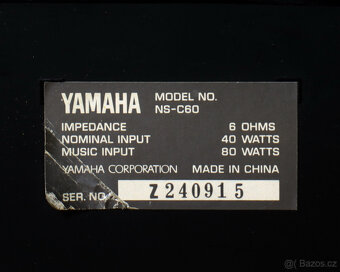 YAMAHA MODEL NO. NS-C60
IMPEDANCE 6 OHMS
NOMINAL INPUT 40 WATTS
MUSIC INPUT 80 WATTS
YAMAHA CORPORATION MADE IN CHINA
SER. NO Z240915
Bazos.cz